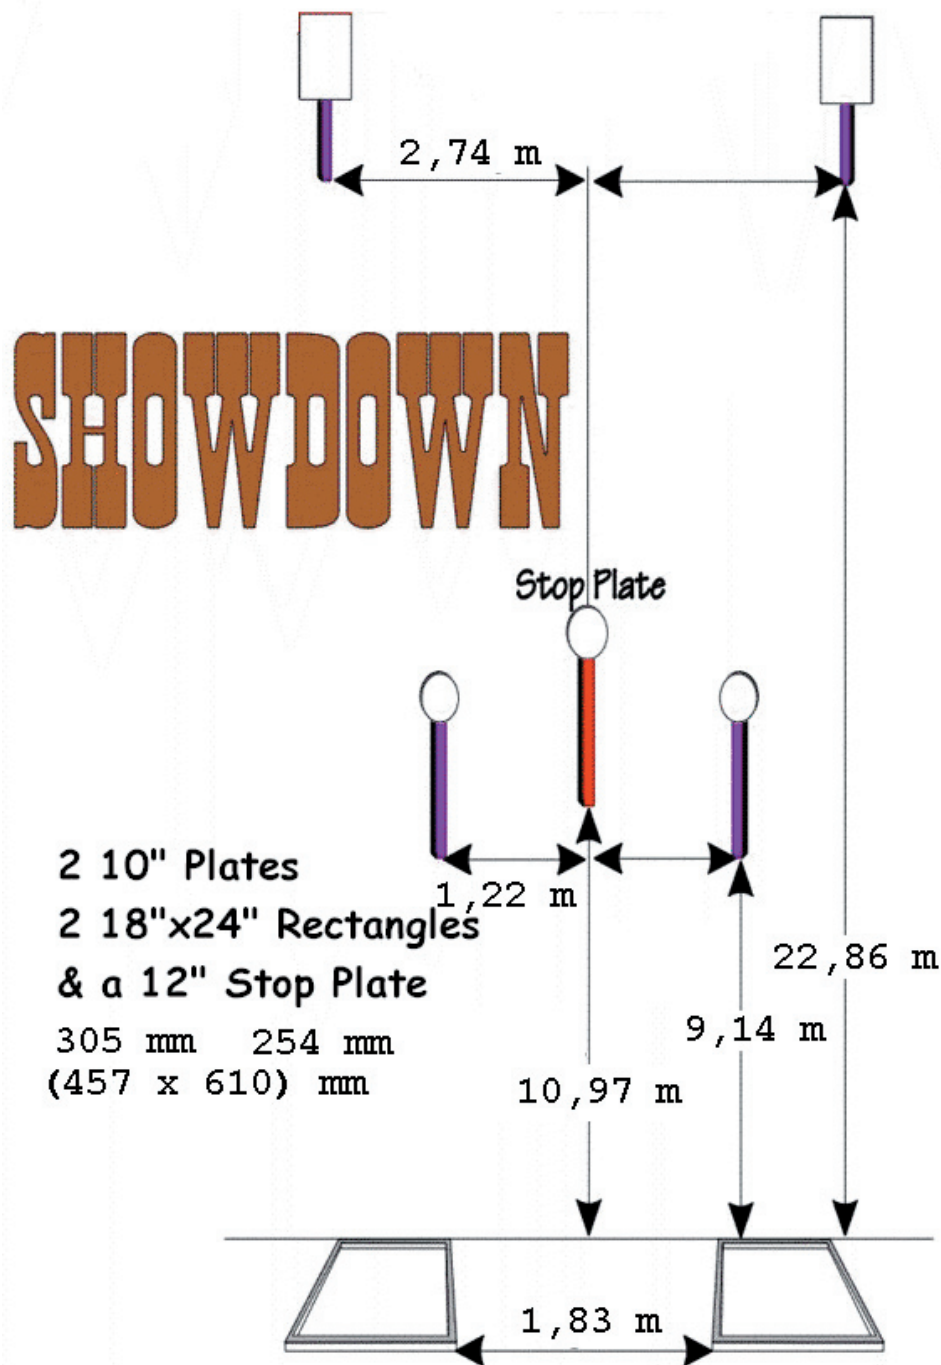 2,74 m
SHOWDOWN
Stop Plate
2 10" Plates
1,22 m
2 18"x24" Rectangles
& a 12" Stop Plate
22,86 m
305 mm 254 mm
9,14 m
(457 x 610) mm
10,97 m
1,83 m